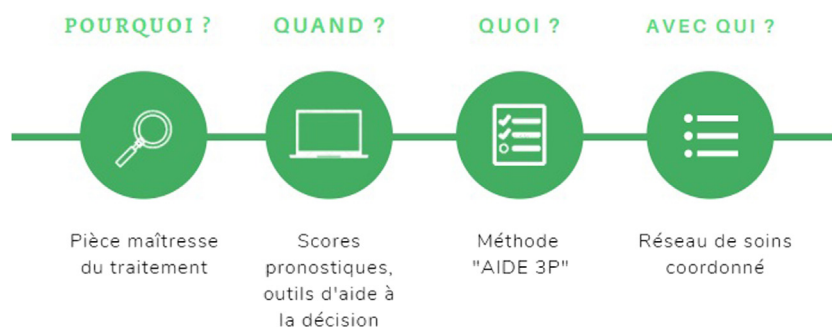 POURQUOI ?
QUAND ?
QUOI ?
AVEC QUI ?
Pièce maîtresse
du traitement
Scores
pronostiques,
outils d'aide à
la décision
Méthode
"AIDE 3P"
Réseau de soins
coordonné